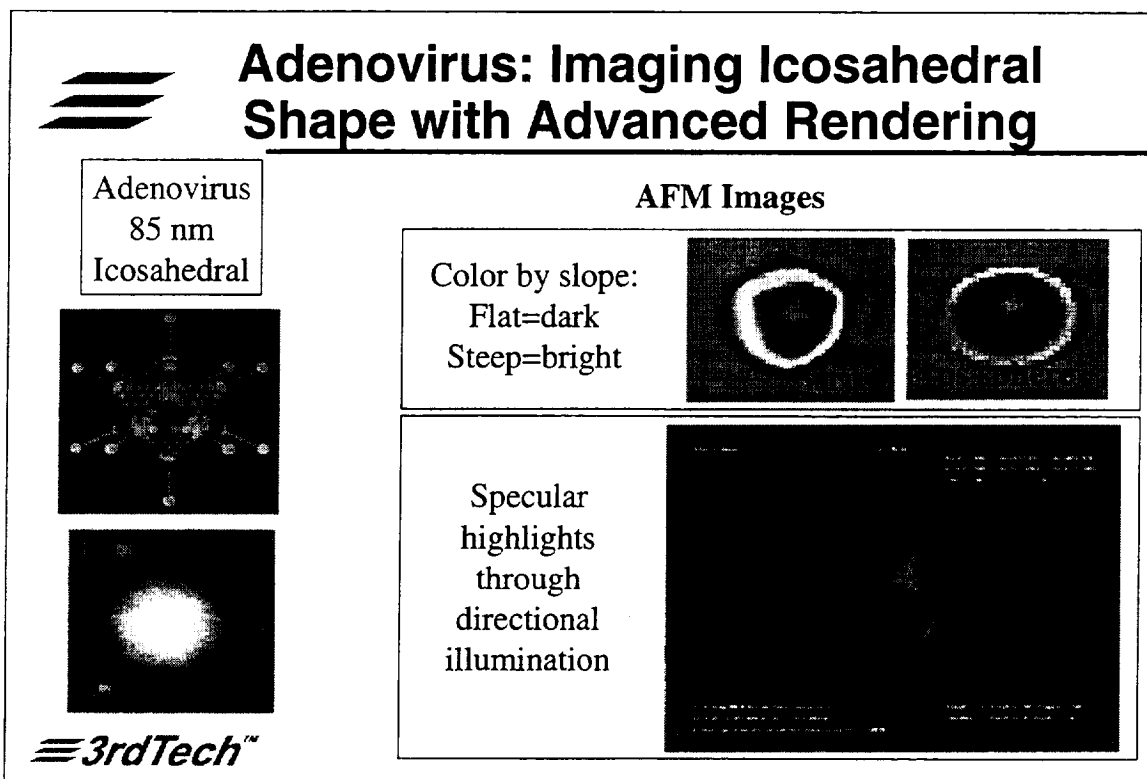 Adenovirus: Imaging Icosahedral
Shape with Advanced Rendering
Adenovirus
85 nm
Icosahedral
AFM Images
Color by slope:
Flat=dark
Steep=bright
Specular
highlights
through
directional
illumination
3rdTech™